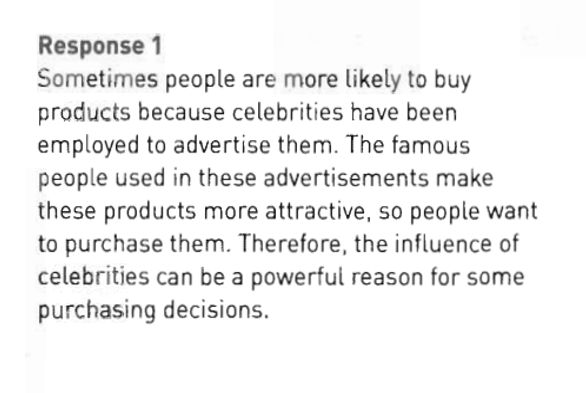 Response 1
Sometimes people are more likely to buy
products because celebrities have been
employed to advertise them. The famous
people used in these advertisements make
these products more attractive, so people want
to purchase them. Therefore, the influence of
celebrities can be a powerful reason for some
purchasing decisions.